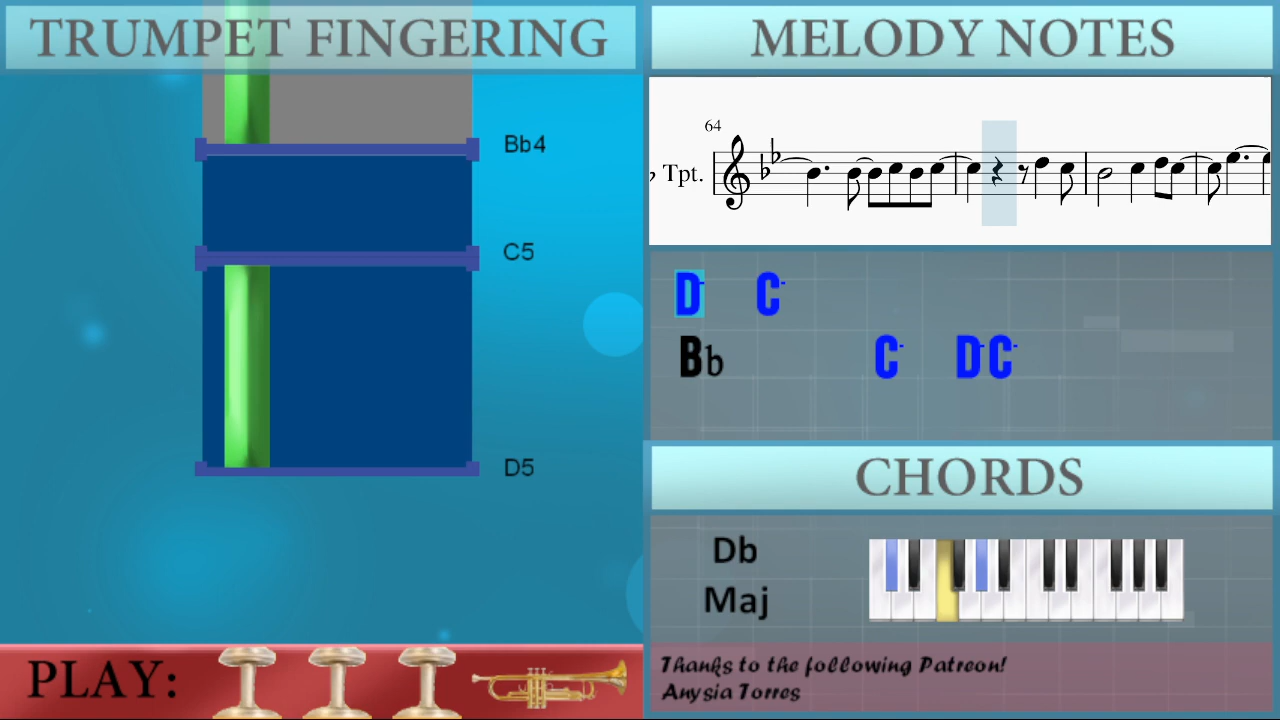 TRUMPET FINGERING
Bb4
C5
D5
PLAY:
MELODY NOTES
64
♭ Tpt.
D- C-
Bb C- D-C-
CHORDS
Db
Maj
Thanks to the following Patreon!
Anysia Torres